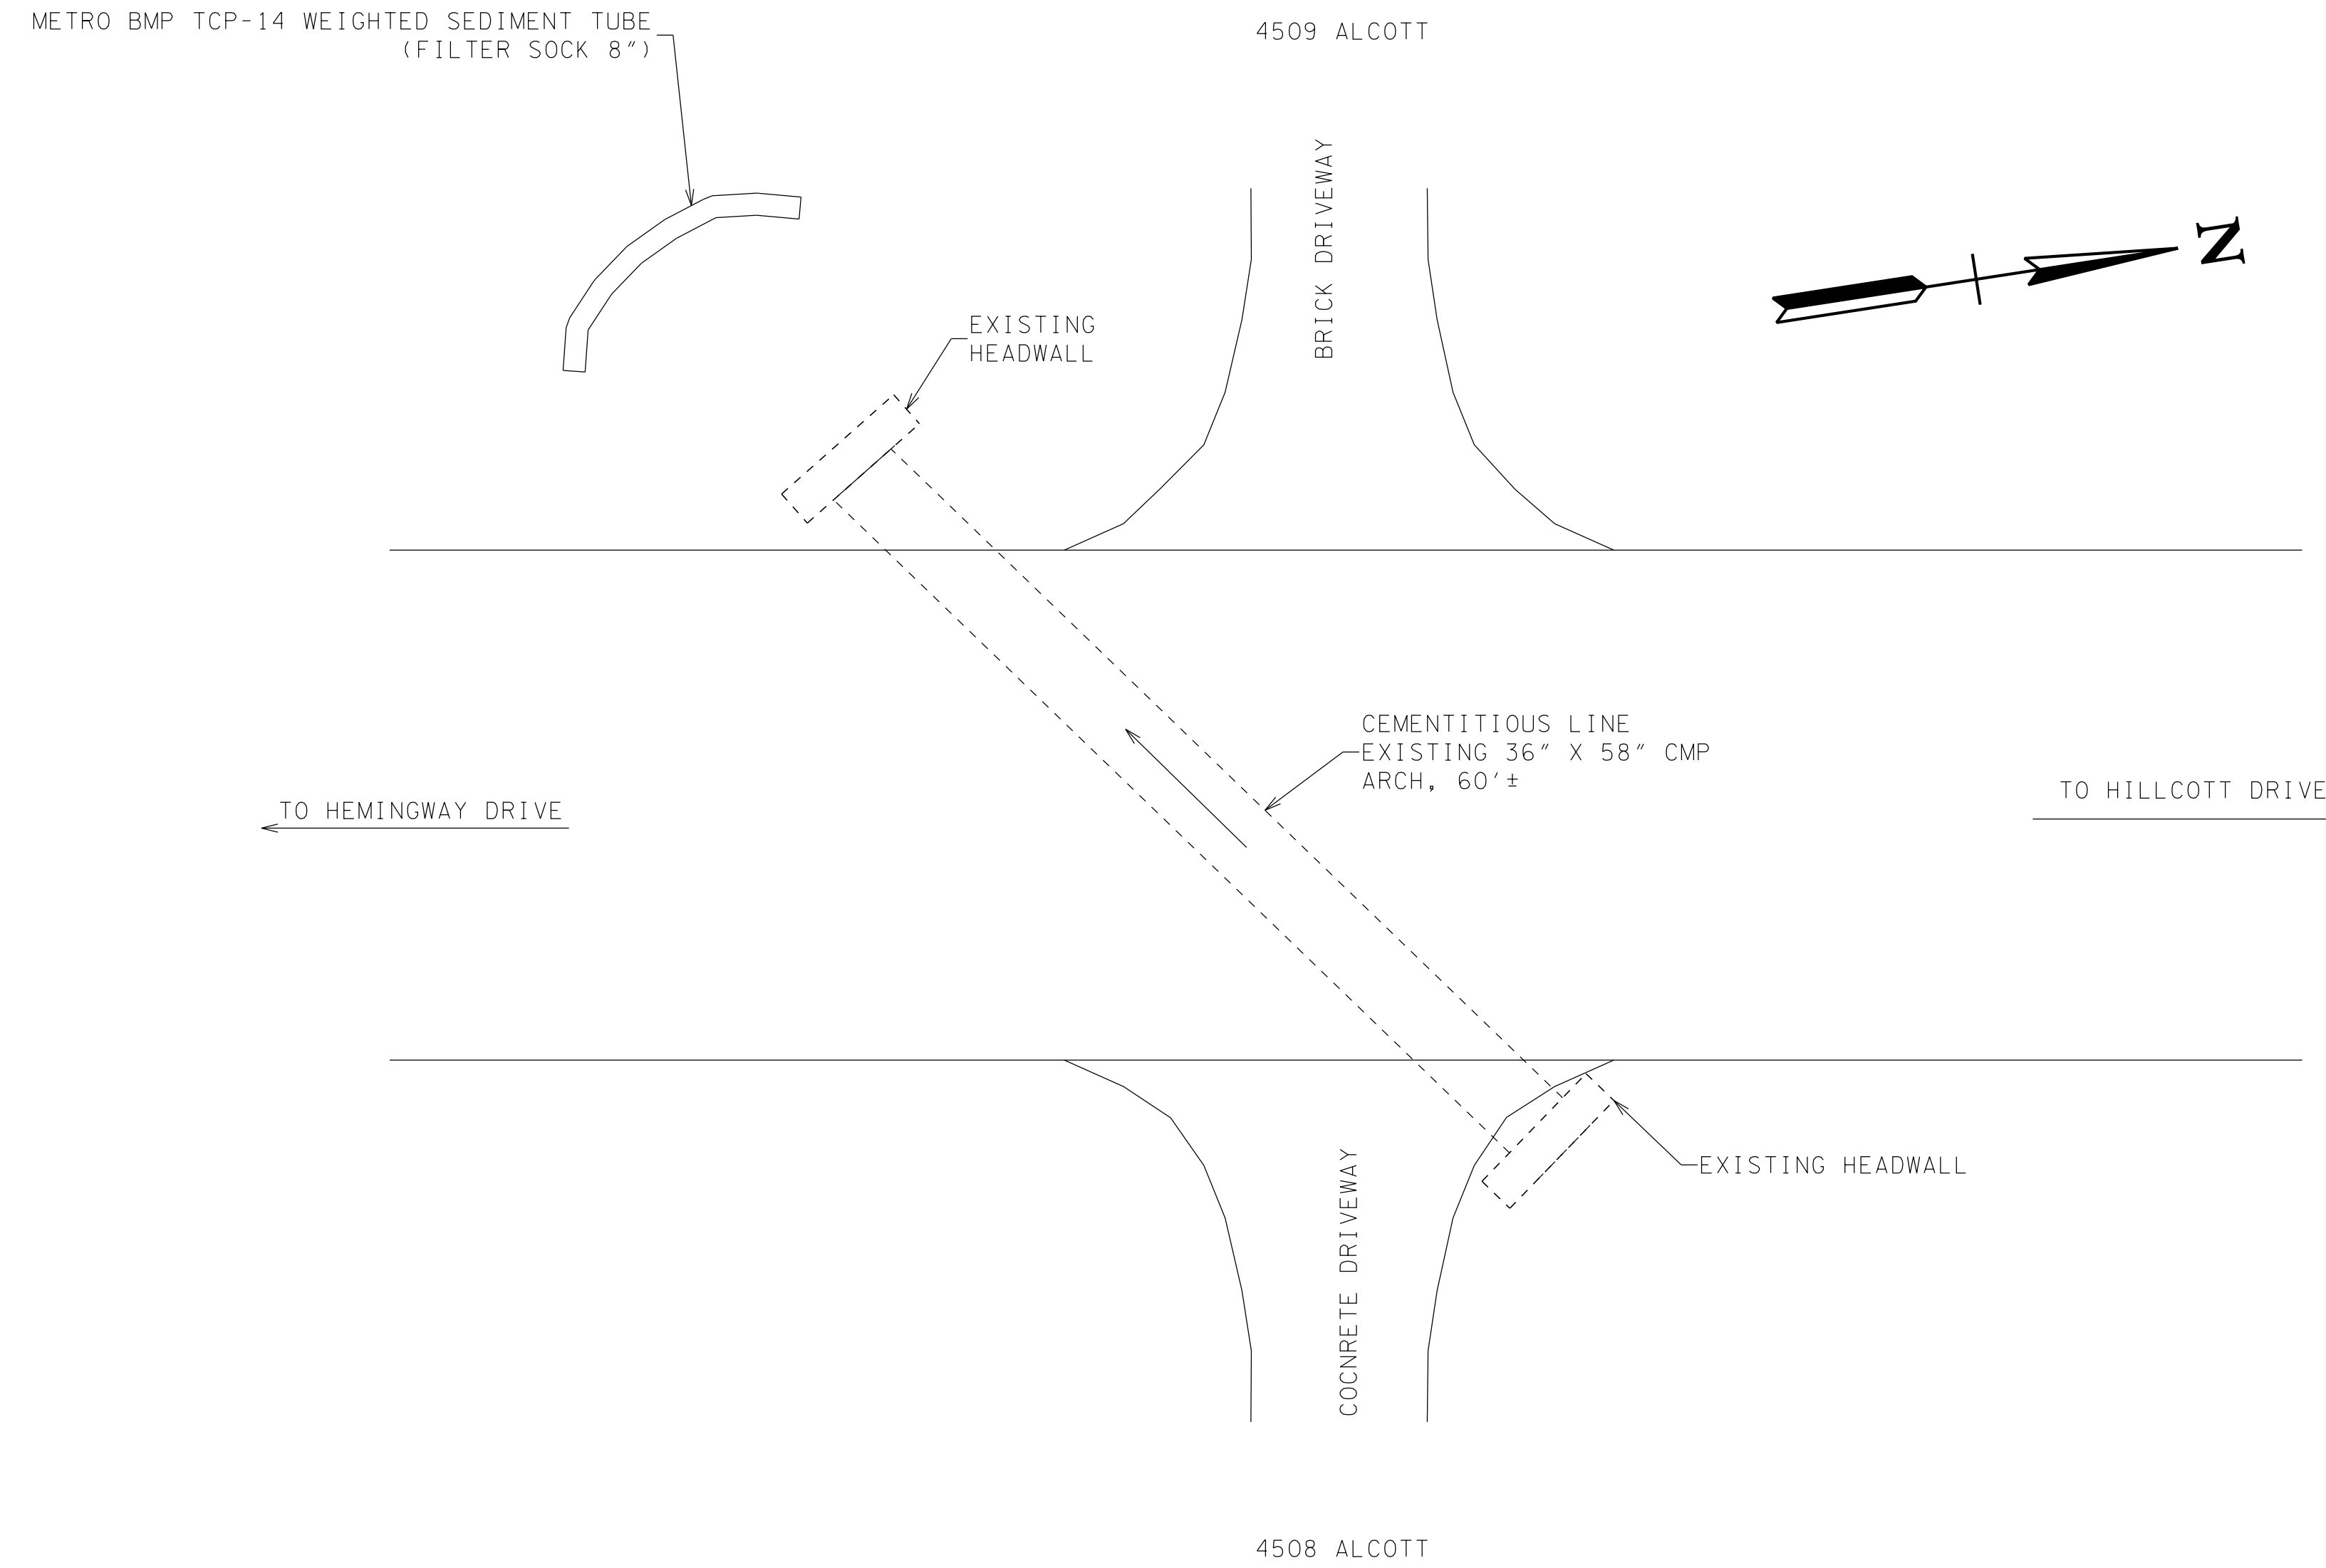 METRO BMP TCP-14 WEIGHTED SEDIMENT TUBE
(FILTER SOCK 8")
4509 ALCOTT
BRICK DRIVEWAY
N
EXISTING
HEADWALL
CEMENTITIOUS LINE
EXISTING 36" X 58" CMP
ARCH, 60'±
TO HEMINGWAY DRIVE
TO HILLCOTT DRIVE
EXISTING HEADWALL
COCNRETE DRIVEWAY
4508 ALCOTT